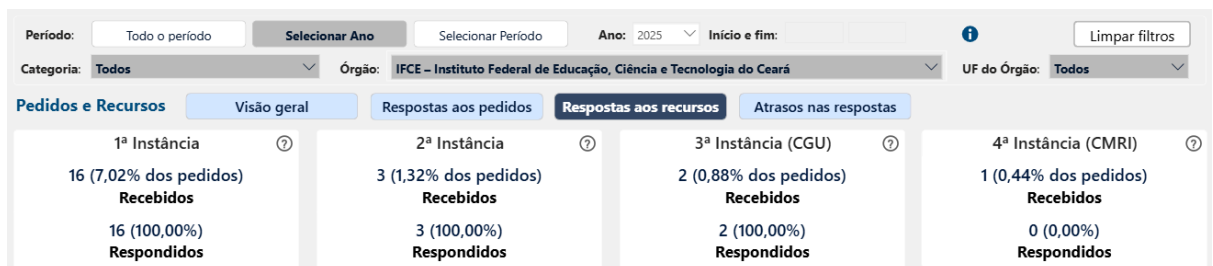 Período: Todo o período Selecionar Ano Selecionar Período Ano: 2025 Início e fim: Limpar filtros
Categoria: Todos Órgão: IFCE – Instituto Federal de Educação, Ciência e Tecnologia do Ceará UF do Órgão: Todos
Pedidos e Recursos Visão geral Respostas aos pedidos Respostas aos recursos Atrasos nas respostas
1ª Instância 2ª Instância 3ª Instância (CGU) 4ª Instância (CMRI)
16 (7,02% dos pedidos) 3 (1,32% dos pedidos) 2 (0,88% dos pedidos) 1 (0,44% dos pedidos)
Recebidos Recebidos Recebidos Recebidos
16 (100,00%) 3 (100,00%) 2 (100,00%) 0 (0,00%)
Respondidos Respondidos Respondidos Respondidos